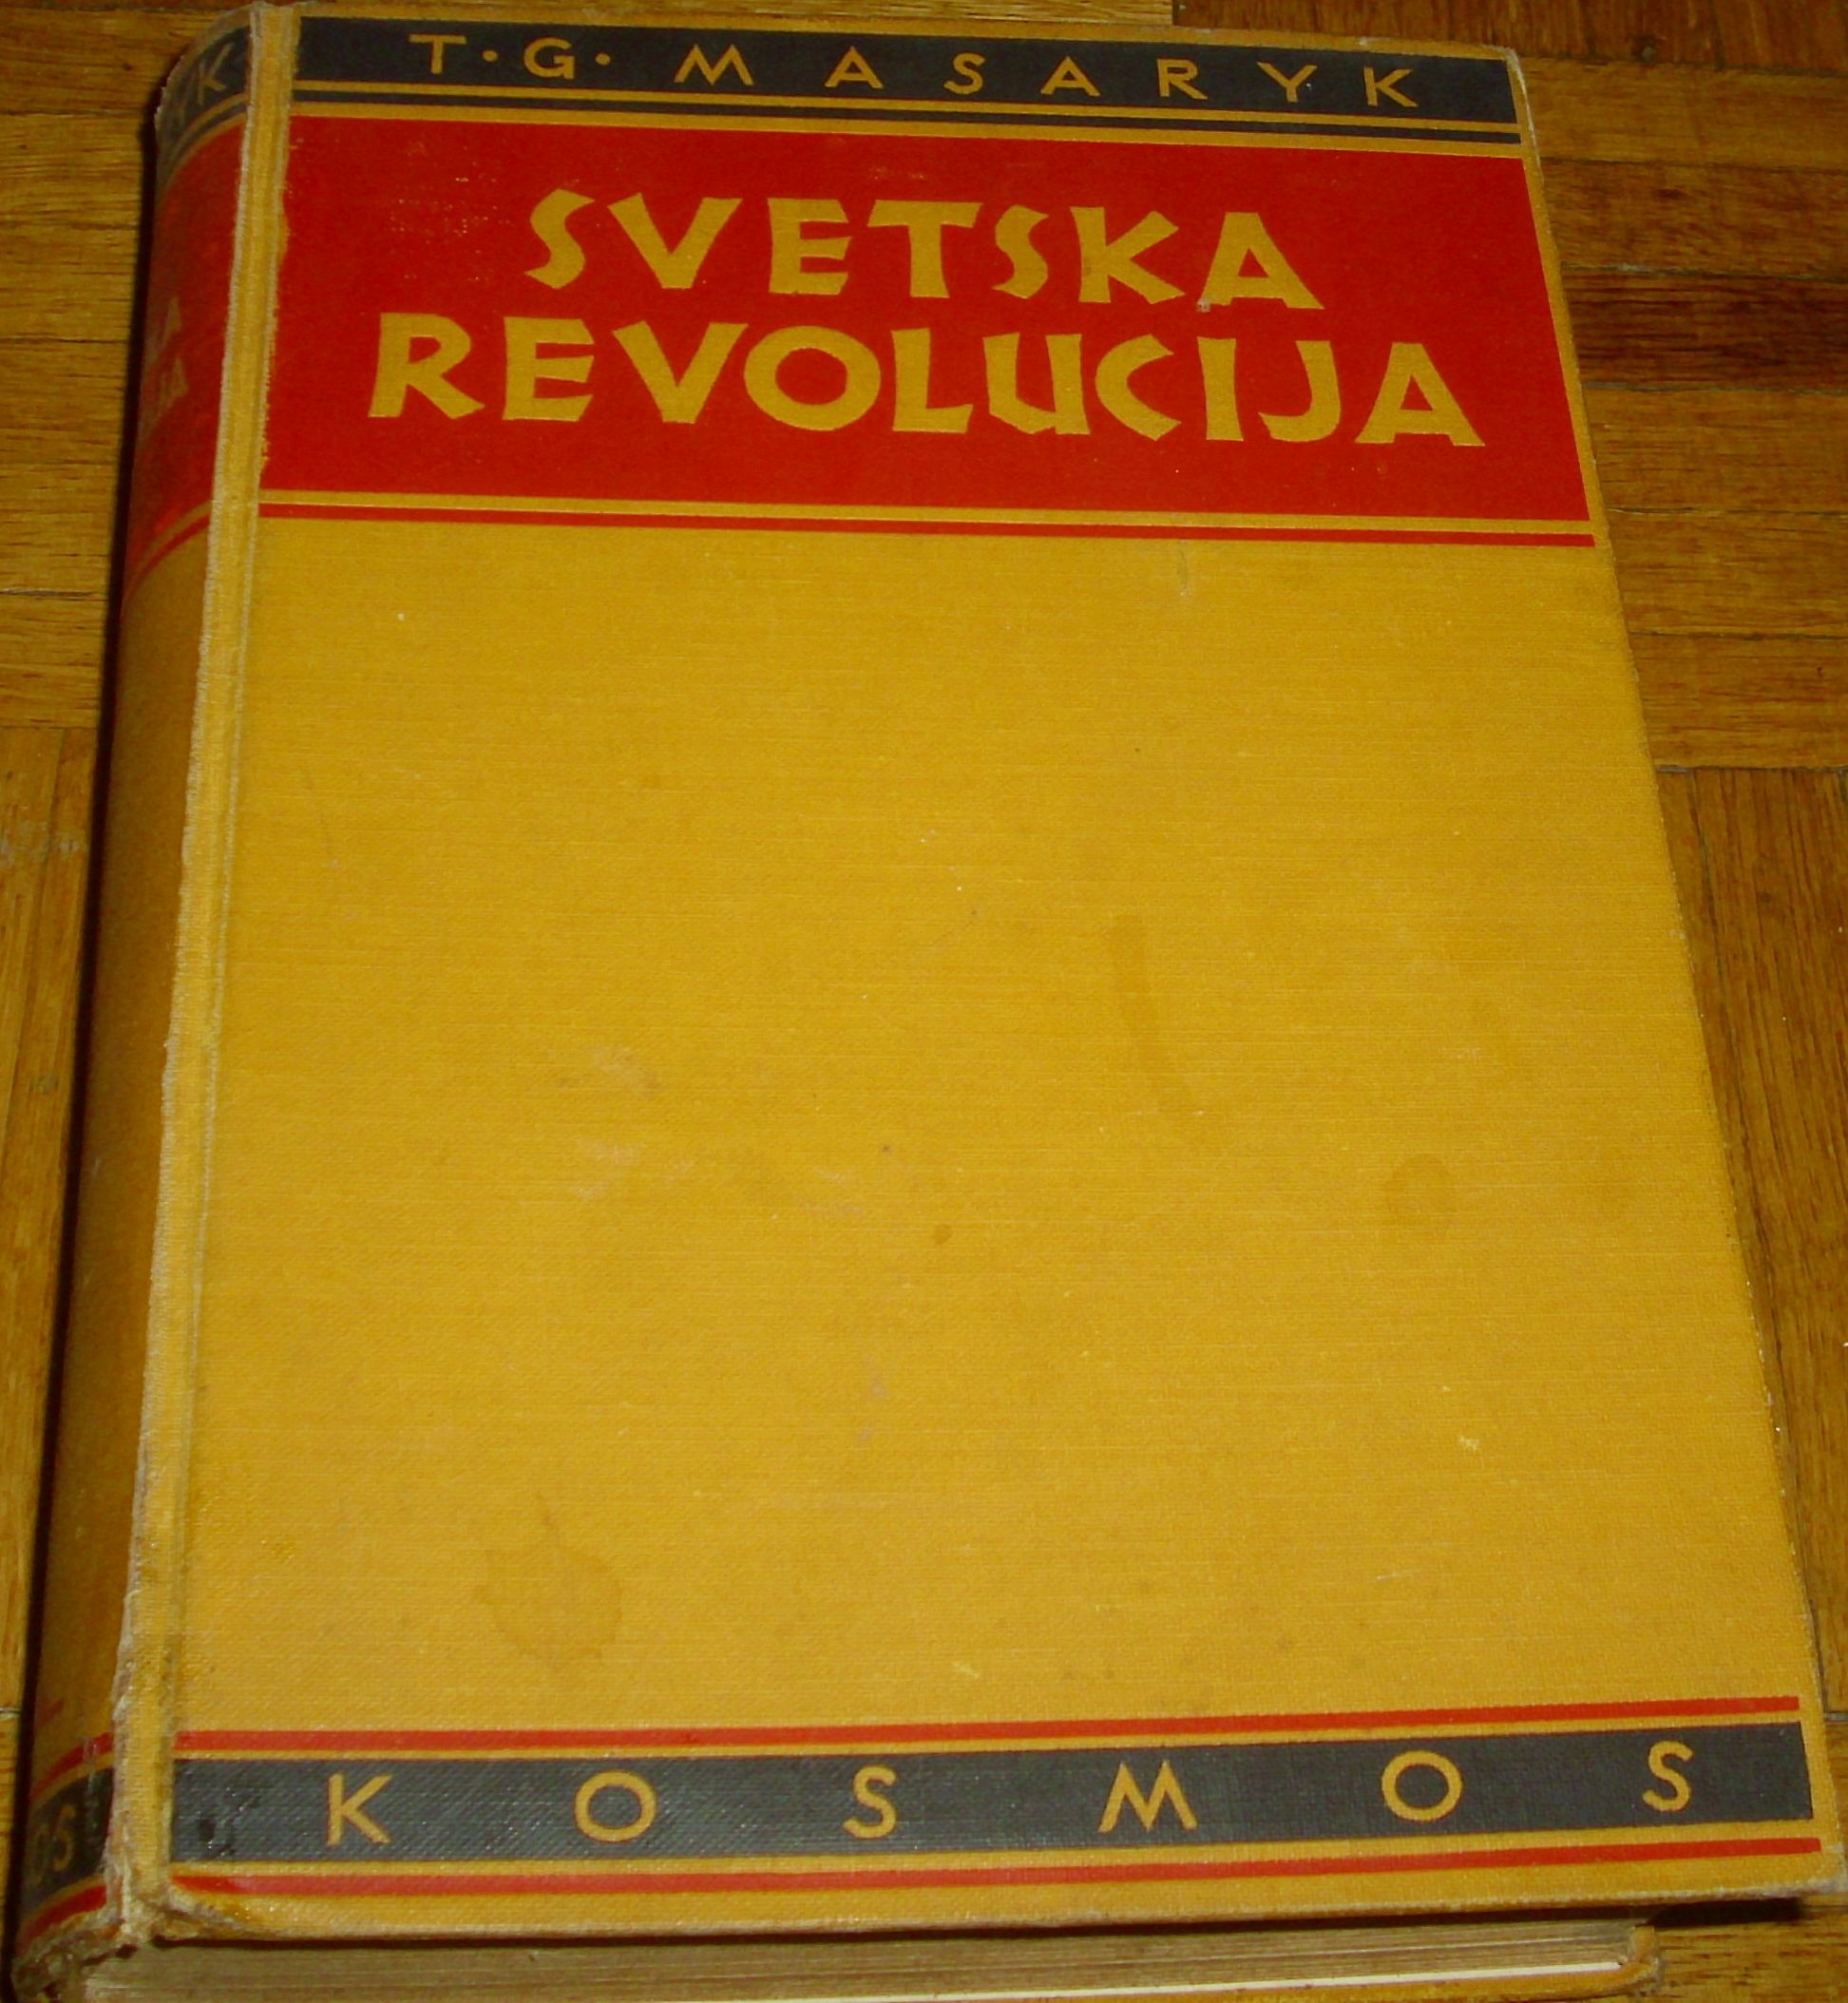 T·G·MASARYK
SVETSKA
REVOLUCIJA
KOSMOS